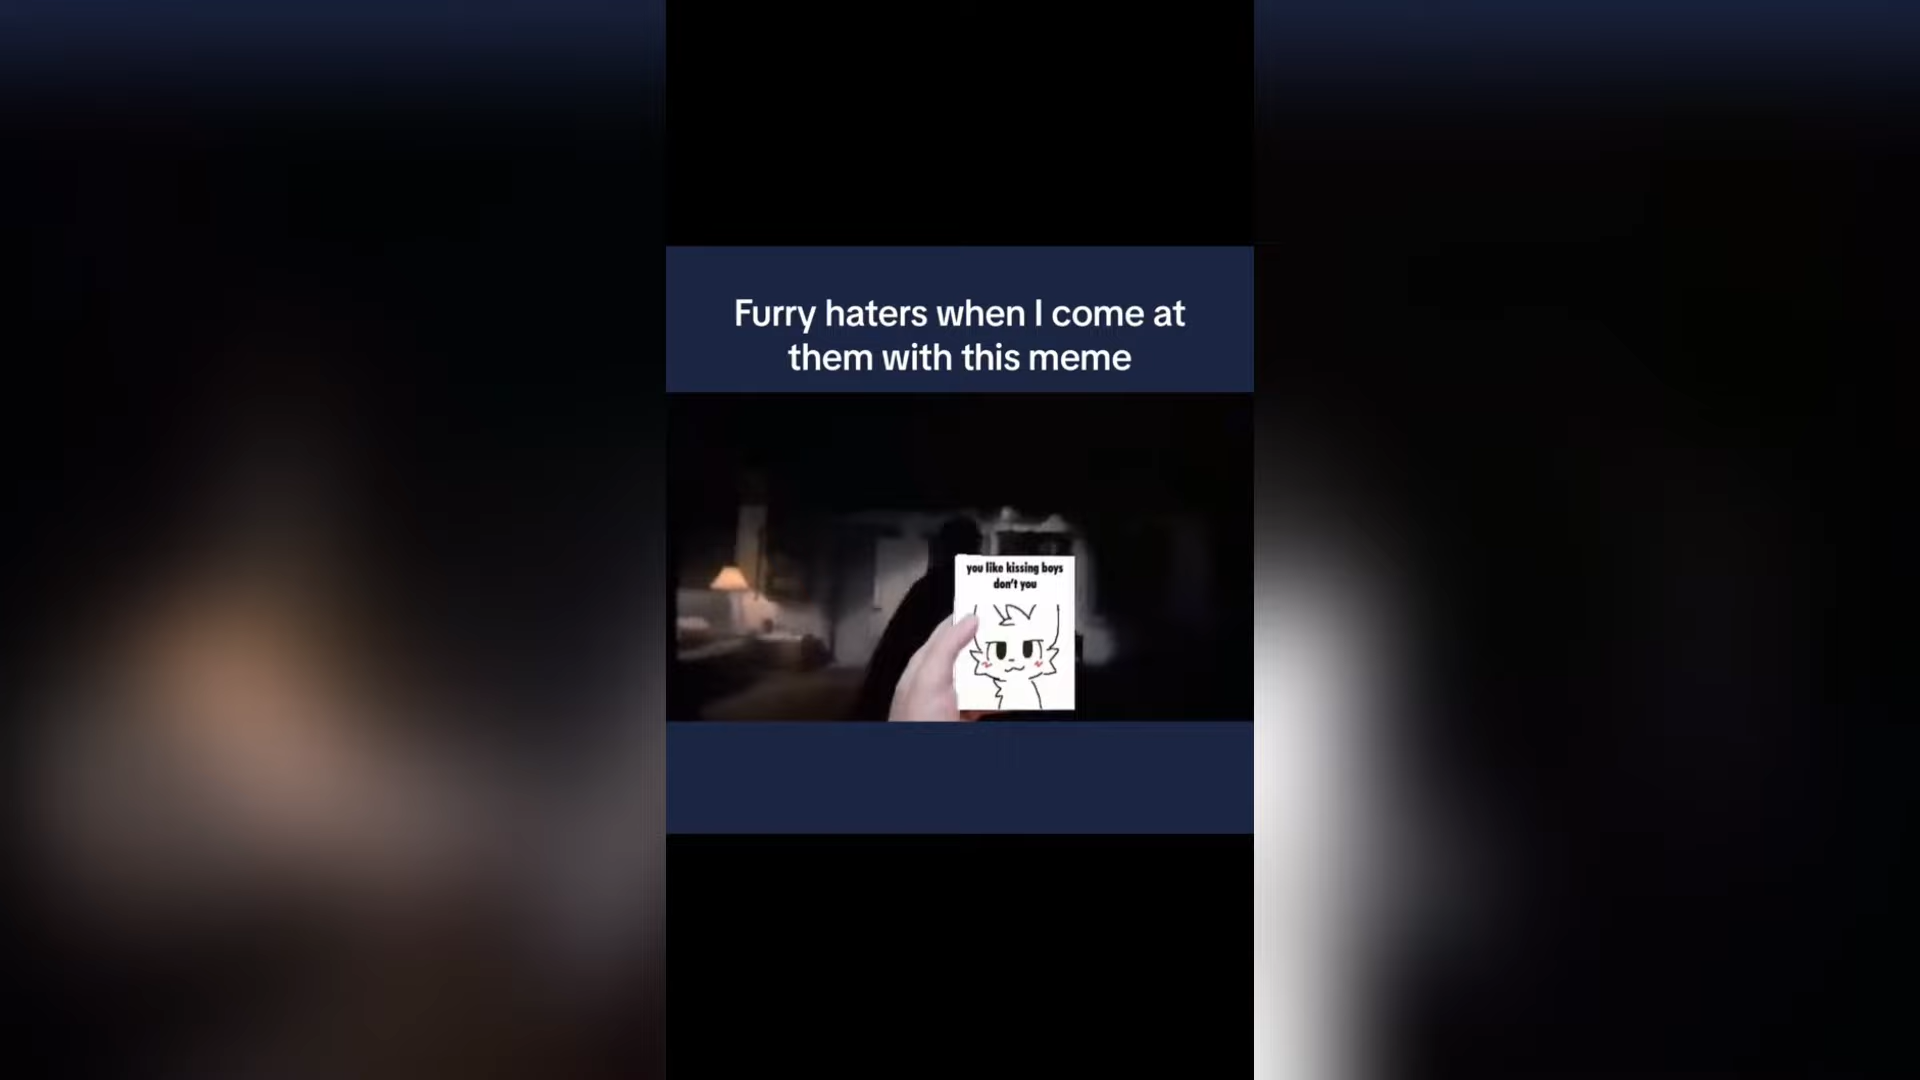 Furry haters when I come at
them with this meme
you like kissing boys
don't you